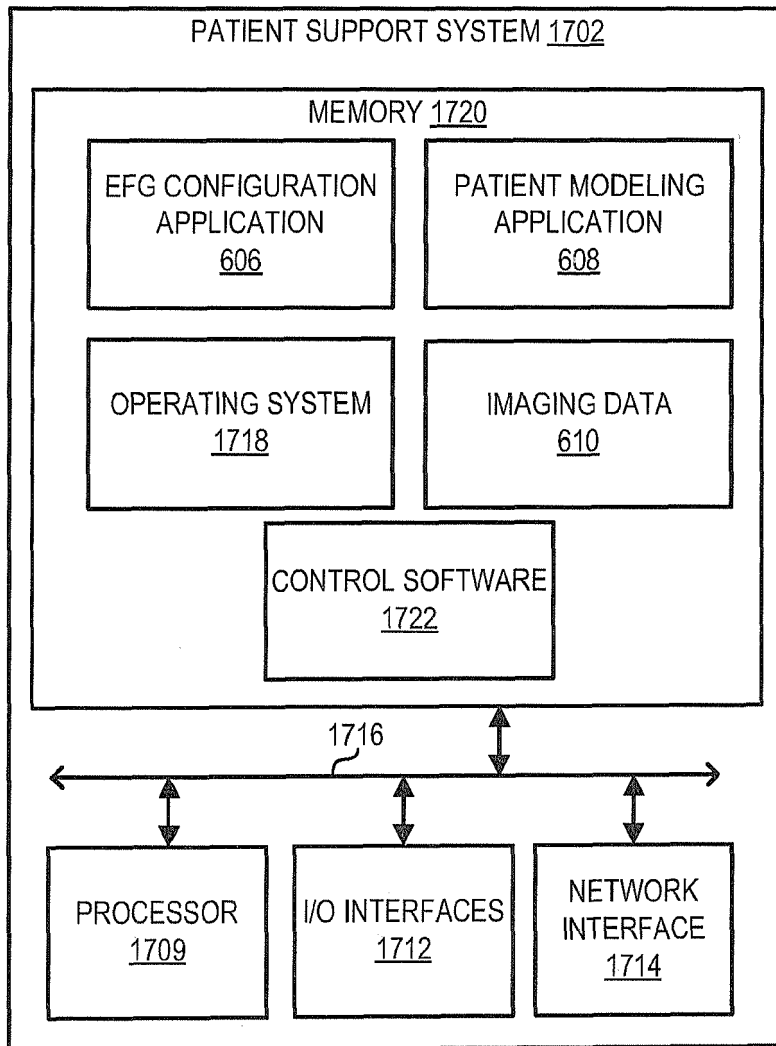 PATIENT SUPPORT SYSTEM 1702
MEMORY 1720
EFG CONFIGURATION
APPLICATION
606
PATIENT MODELING
APPLICATION
608
OPERATING SYSTEM
1718
IMAGING DATA
610
CONTROL SOFTWARE
1722
1716
PROCESSOR
1709
I/O INTERFACES
1712
NETWORK
INTERFACE
1714